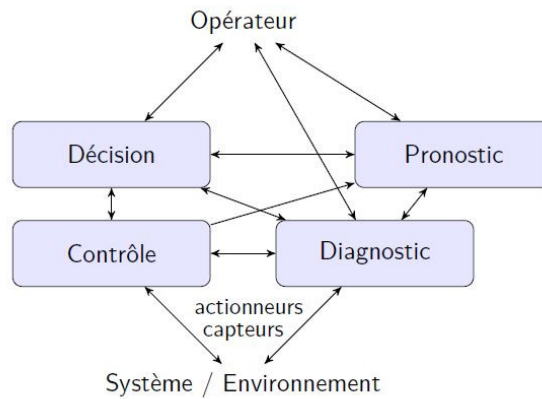 Opérateur
Décision
Pronostic
Contrôle
Diagnostic
actionneurs
capteurs
Système / Environnement